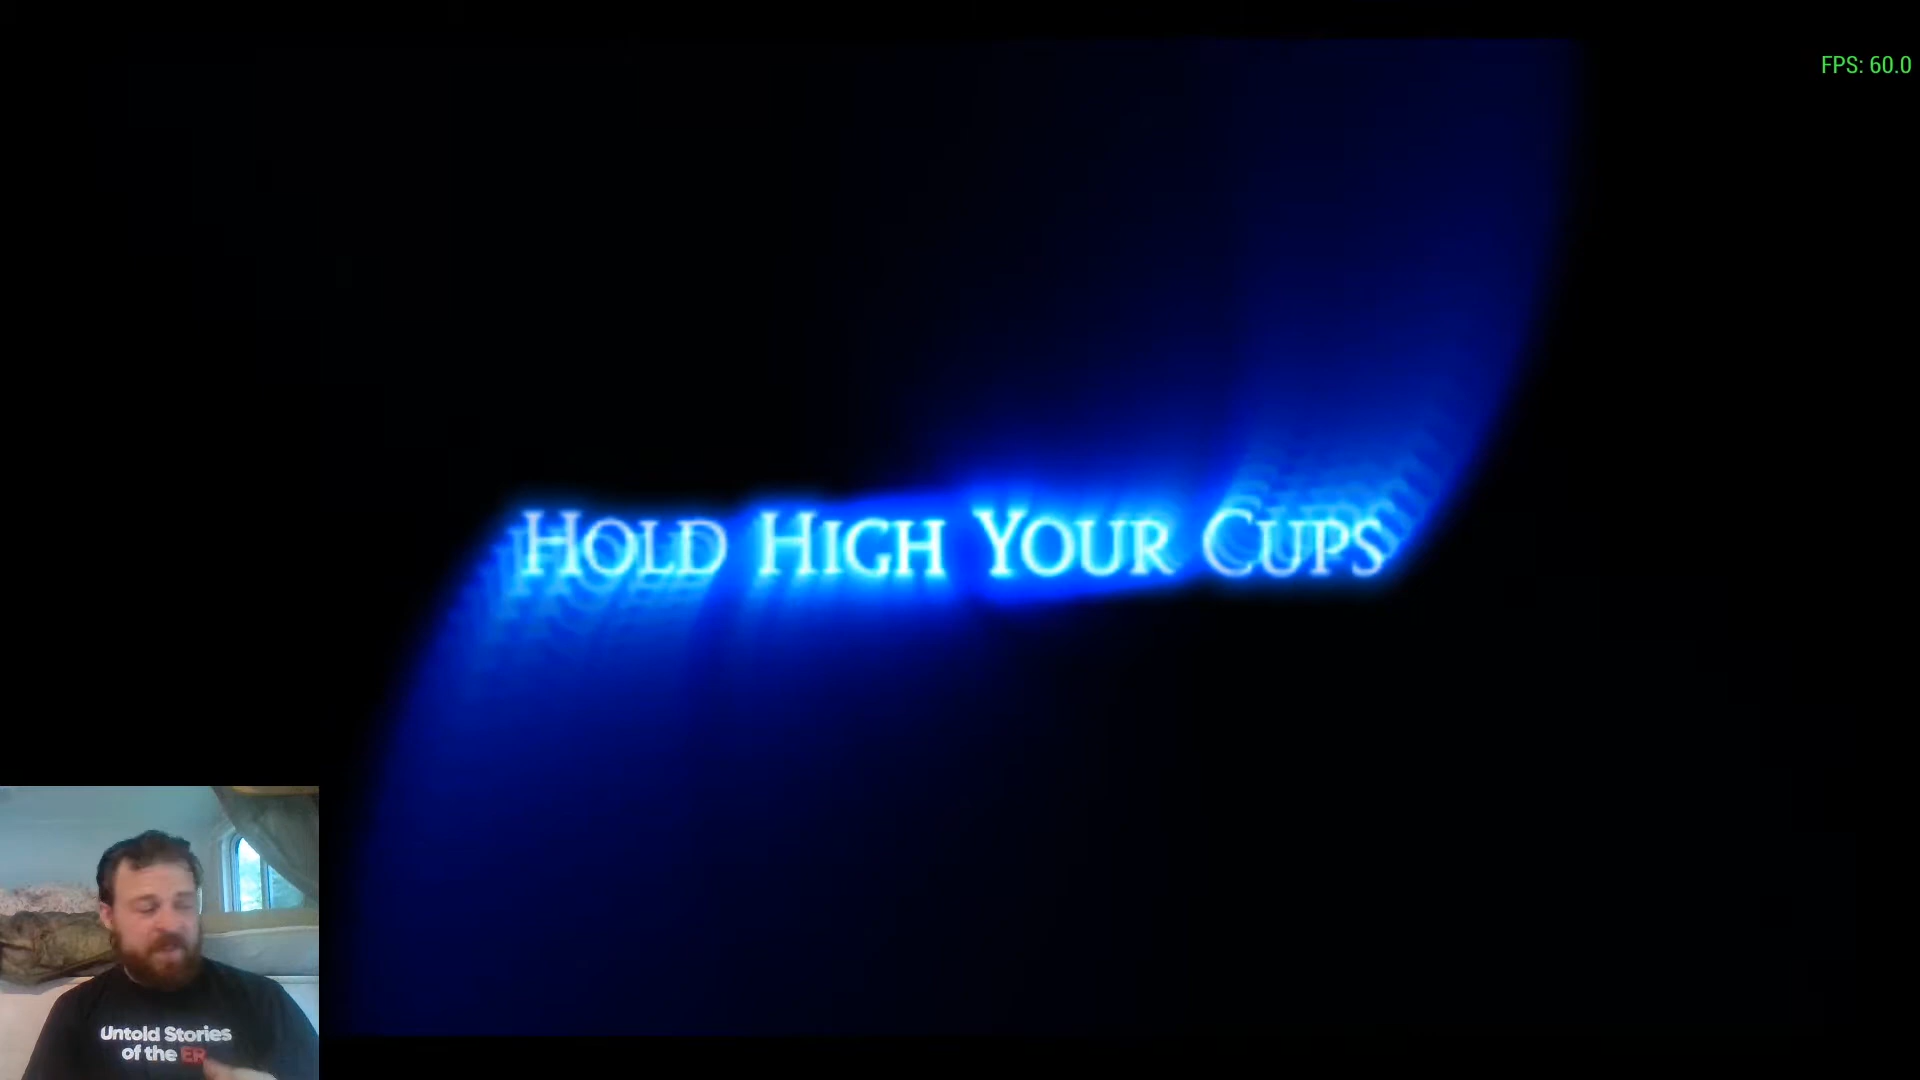 FPS: 60.0
HOLD HIGH YOUR CUPS
Untold Stories
of the ER